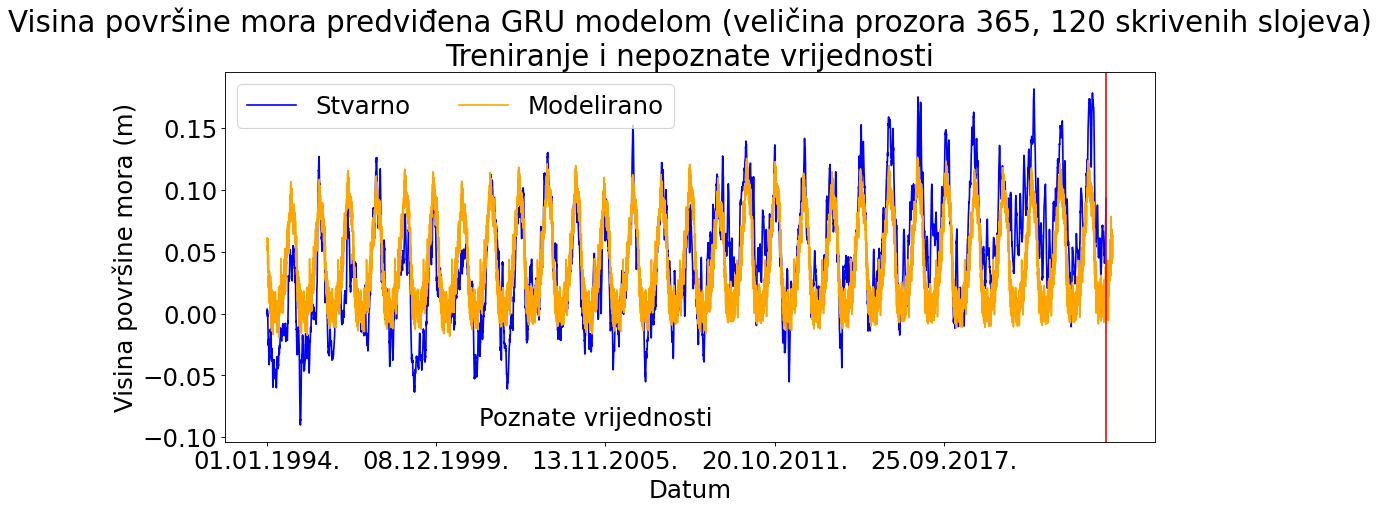 Visina površine mora predviđena GRU modelom (veličina prozora 365, 120 skrivenih slojeva)
Treniranje i nepoznate vrijednosti
Stvarno
Modelirano
Visina površine mora (m)
0.15
0.10
0.05
0.00
−0.05
−0.10
Poznate vrijednosti
01.01.1994.
08.12.1999.
13.11.2005.
20.10.2011.
25.09.2017.
Datum